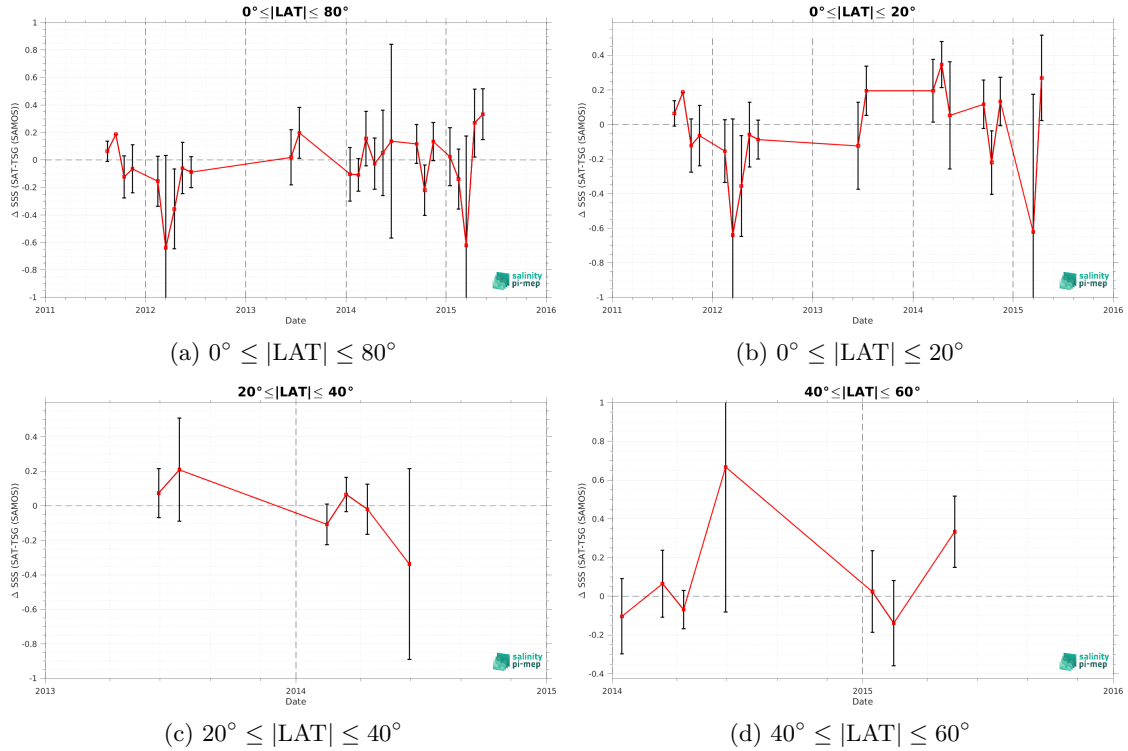 0°≤|LAT|≤ 80°
Δ SSS (SAT-TSG (SAMOS))
1
0.8
0.6
0.4
0.2
0
-0.2
-0.4
-0.6
-0.8
-1
2011
2012
2013
2014
2015
2016
Date
salinity
pi-mep
(a) 0° ≤ |LAT| ≤ 80°
0°≤|LAT|≤ 20°
Δ SSS (SAT-TSG (SAMOS))
0.4
0.2
0
-0.2
-0.4
-0.6
-0.8
-1
2011
2012
2013
2014
2015
2016
Date
salinity
pi-mep
(b) 0° ≤ |LAT| ≤ 20°
20°≤|LAT|≤ 40°
Δ SSS (SAT-TSG (SAMOS))
0.4
0.2
0
-0.2
-0.4
-0.6
-0.8
-1
2013
2014
2015
Date
salinity
pi-mep
(c) 20° ≤ |LAT| ≤ 40°
40°≤|LAT|≤ 60°
Δ SSS (SAT-TSG (SAMOS))
1
0.8
0.6
0.4
0.2
0
-0.2
-0.4
2014
2015
2016
Date
salinity
pi-mep
(d) 40° ≤ |LAT| ≤ 60°